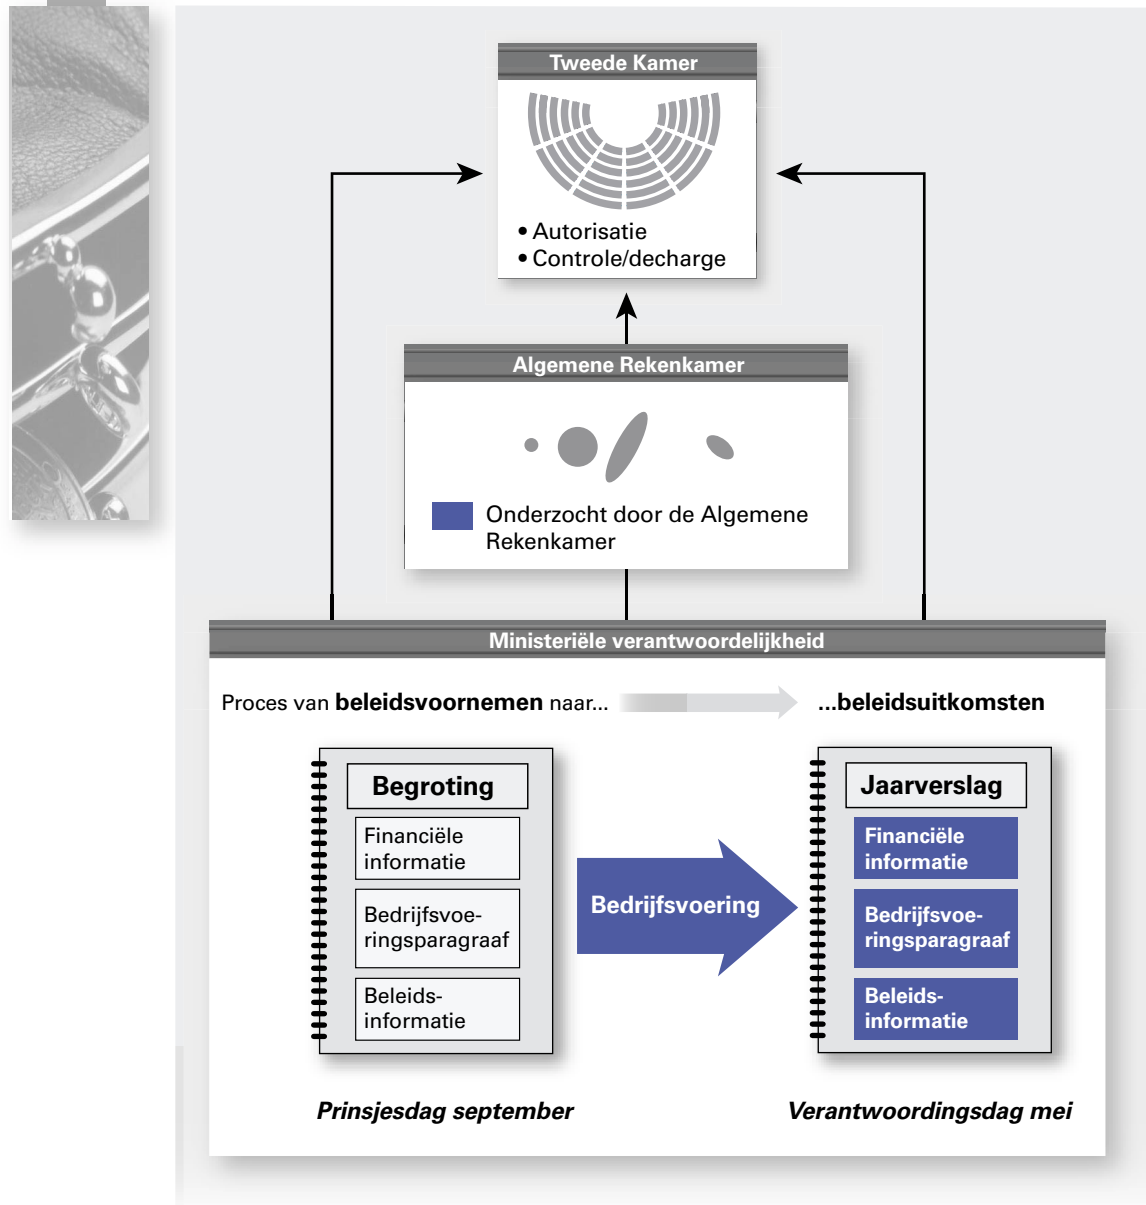 Tweede Kamer
• Autorisatie
• Controle/decharge
Algemene Rekenkamer
Onderzocht door de Algemene
Rekenkamer
Ministeriële verantwoordelijkheid
Proces van beleidsvoornemen naar...
...beleidsuitkomsten
Begroting
Financiële
informatie
Bedrijfsvoe-
ringsparagraaf
Beleids-
informatie
Bedrijfsvoering
Jaarverslag
Financiële
informatie
Bedrijfsvoe-
ringsparagraaf
Beleids-
informatie
Prinsjesdag september
Verantwoordingsdag mei